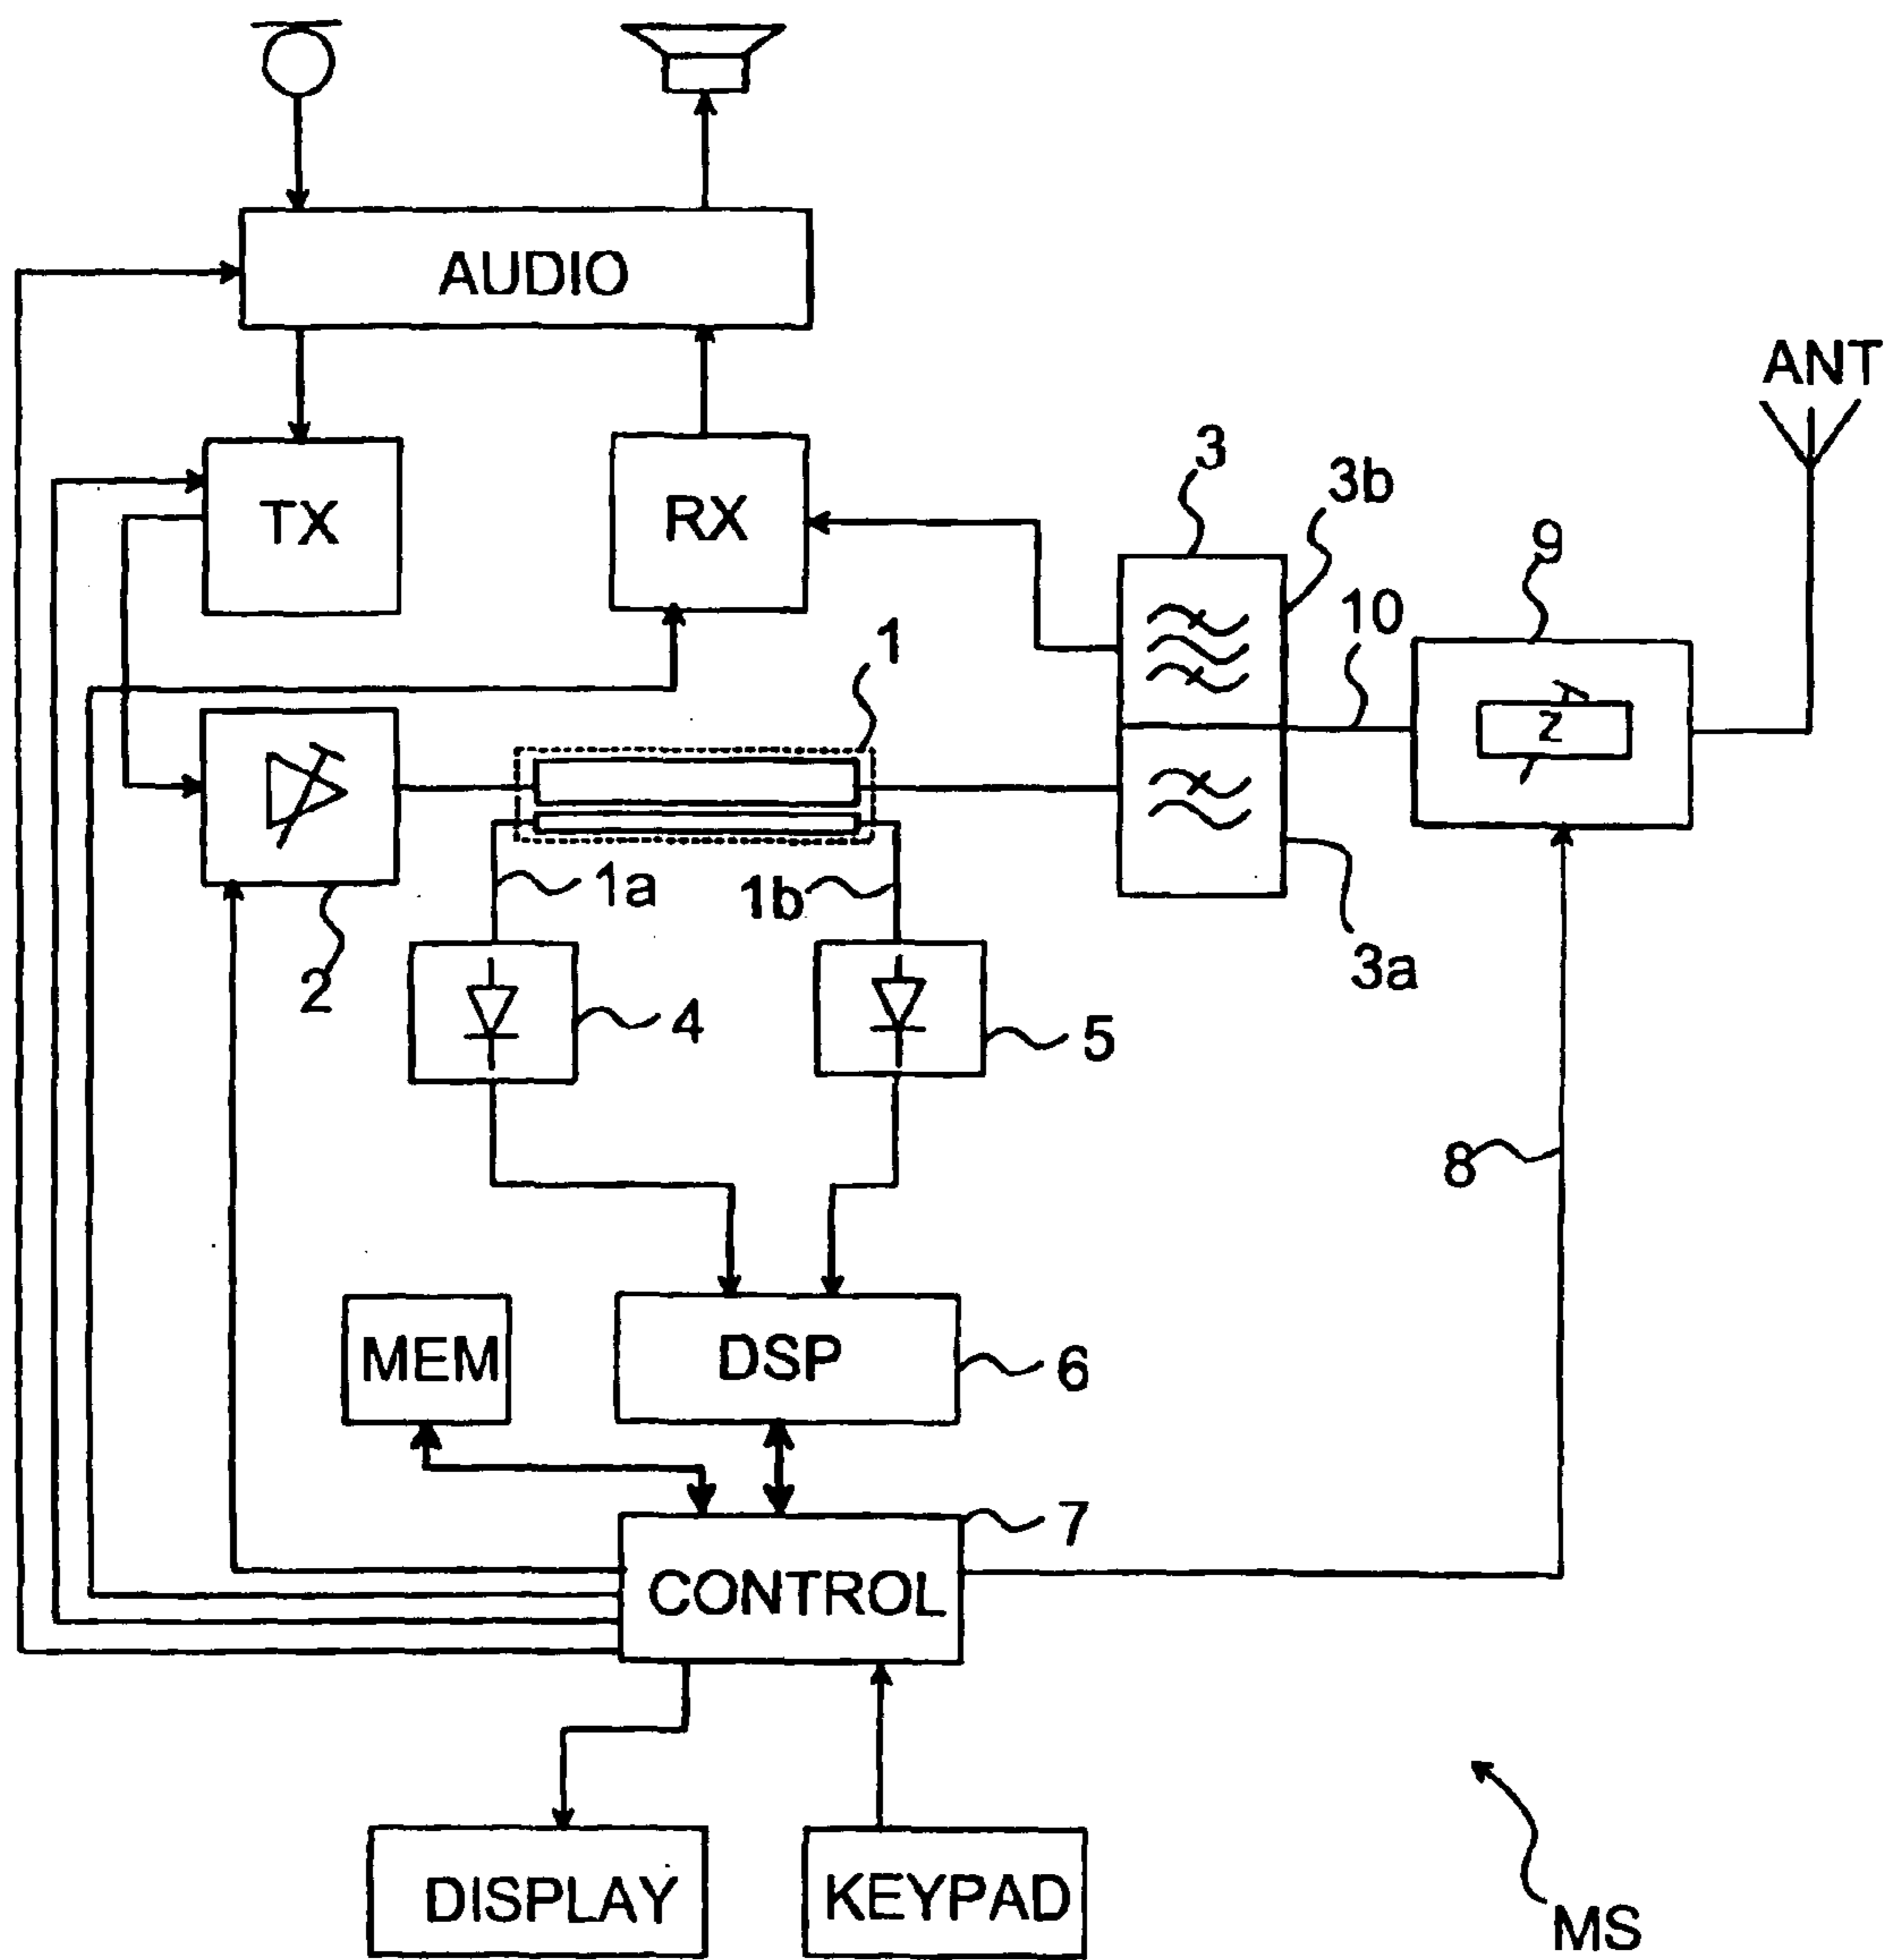 AUDIO
ANT
TX
RX
3
3b
9
10
1
Z
1a
1b
2
3a
4
5
8
MEM
DSP
6
7
CONTROL
DISPLAY
KEYPAD
MS